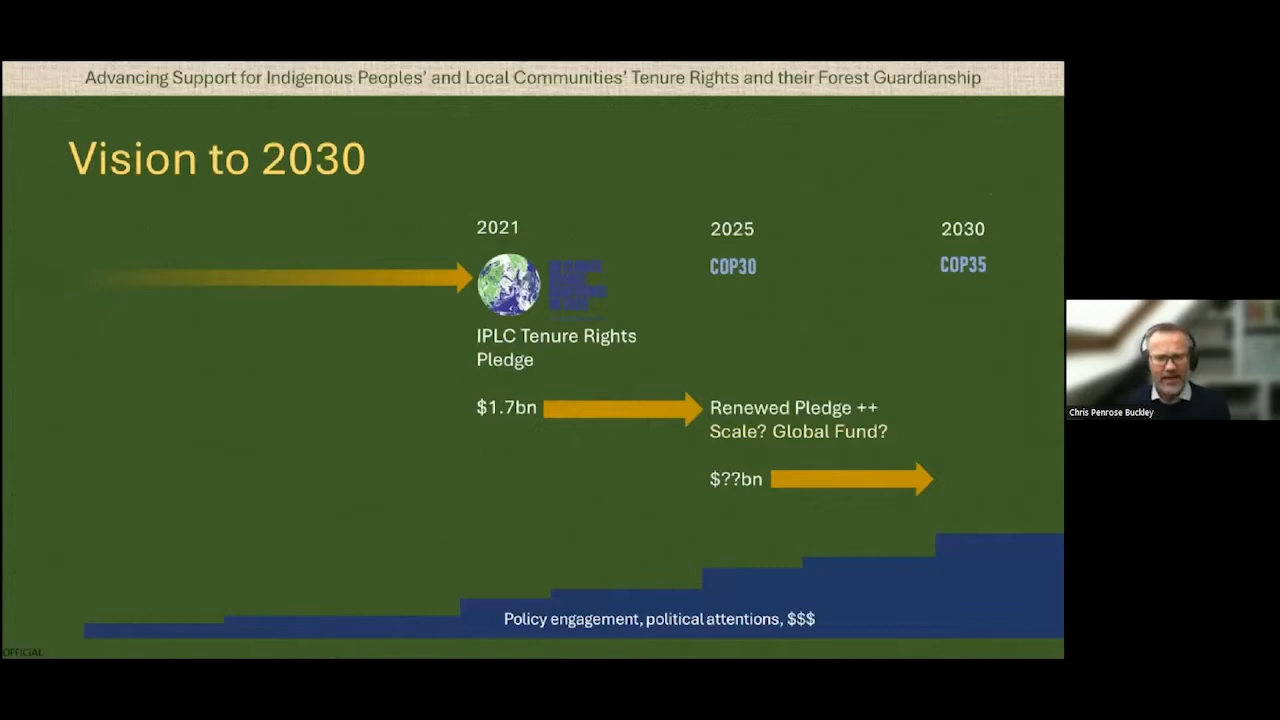 Advancing Support for Indigenous Peoples’ and Local Communities’ Tenure Rights and their Forest Guardianship
Vision to 2030
2021
2025
2030
COP30
COP35
IPLC Tenure Rights
Pledge
$1.7bn
Renewed Pledge ++
Scale? Global Fund?
$??bn
Policy engagement, political attentions, $$$
OFFICIAL
Chris Penrose Buckley